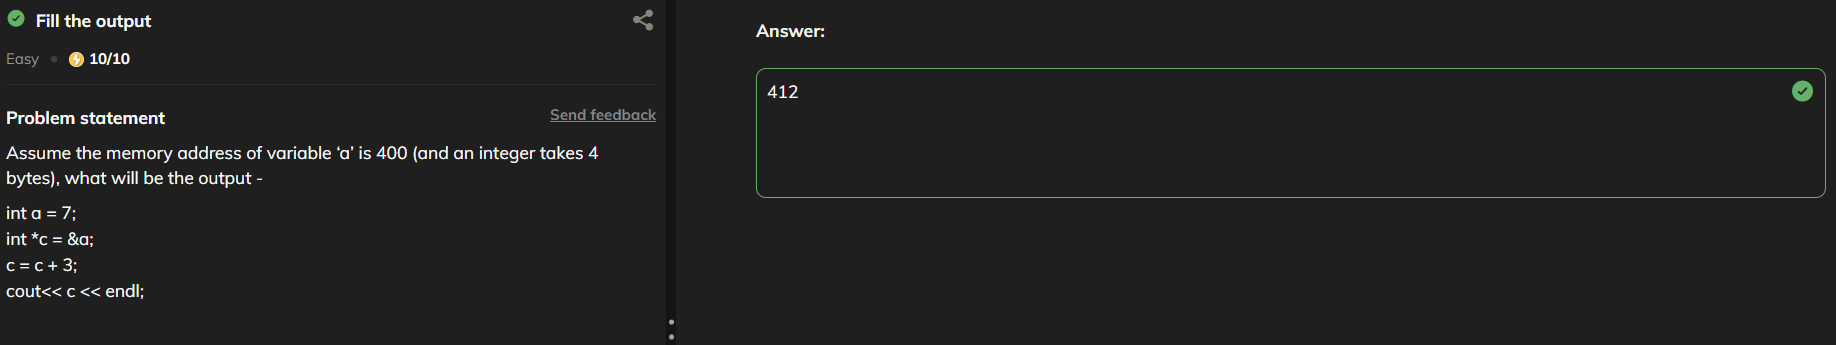 Fill the output
Easy • 10/10
Problem statement
Send feedback
Assume the memory address of variable ‘a’ is 400 (and an integer takes 4
bytes), what will be the output -
int a = 7;
int *c = &a;
c = c + 3;
cout<< c << endl;
Answer:
412